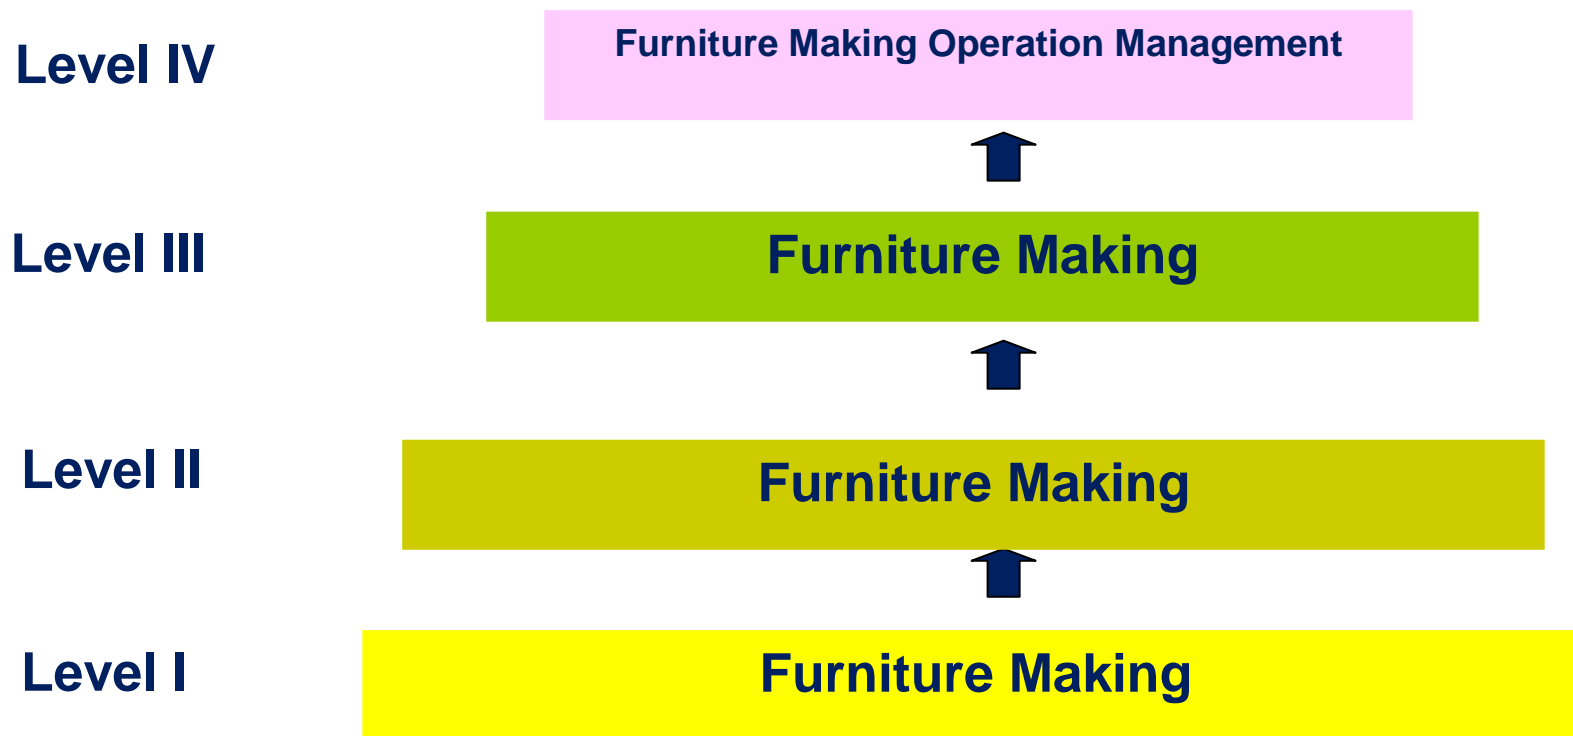 Level IV
Furniture Making Operation Management
Level III
Furniture Making
Level II
Furniture Making
Level I
Furniture Making